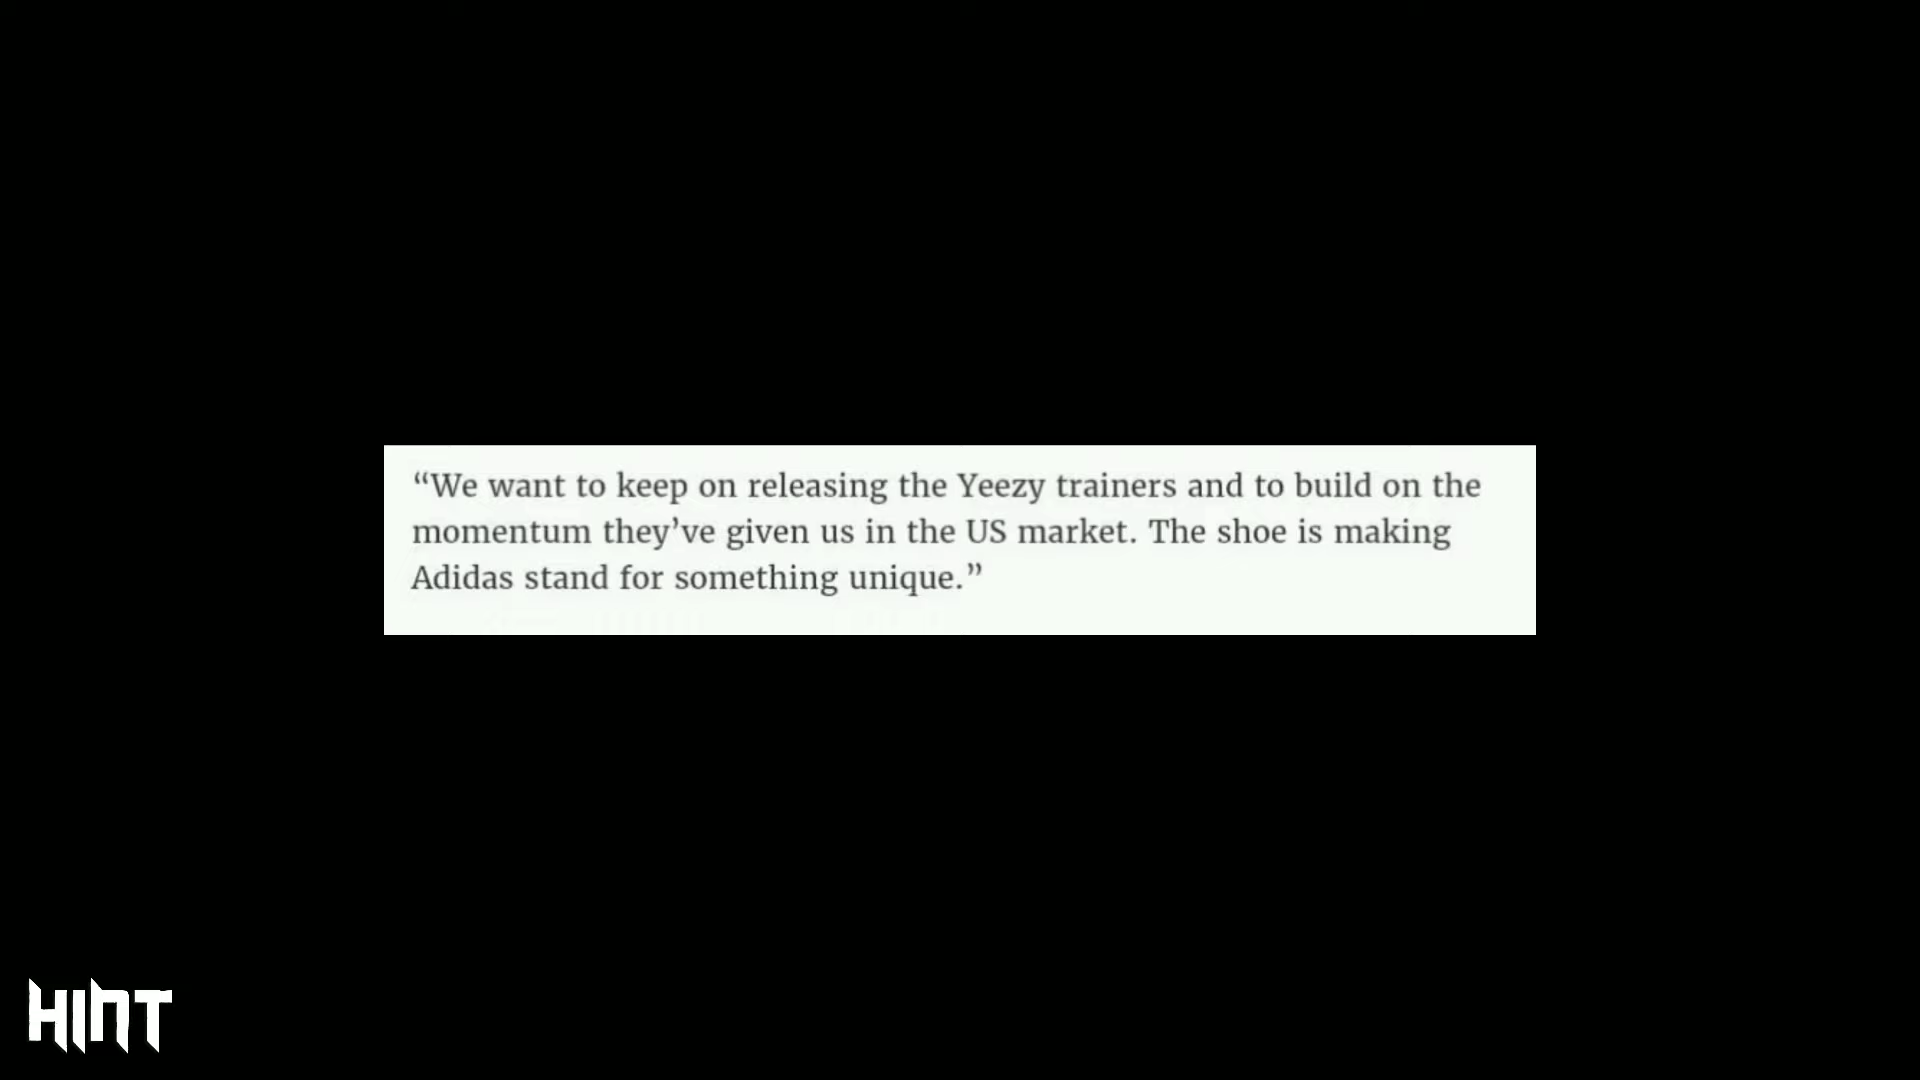 “We want to keep on releasing the Yeezy trainers and to build on the
momentum they’ve given us in the US market. The shoe is making
Adidas stand for something unique.”
HINT